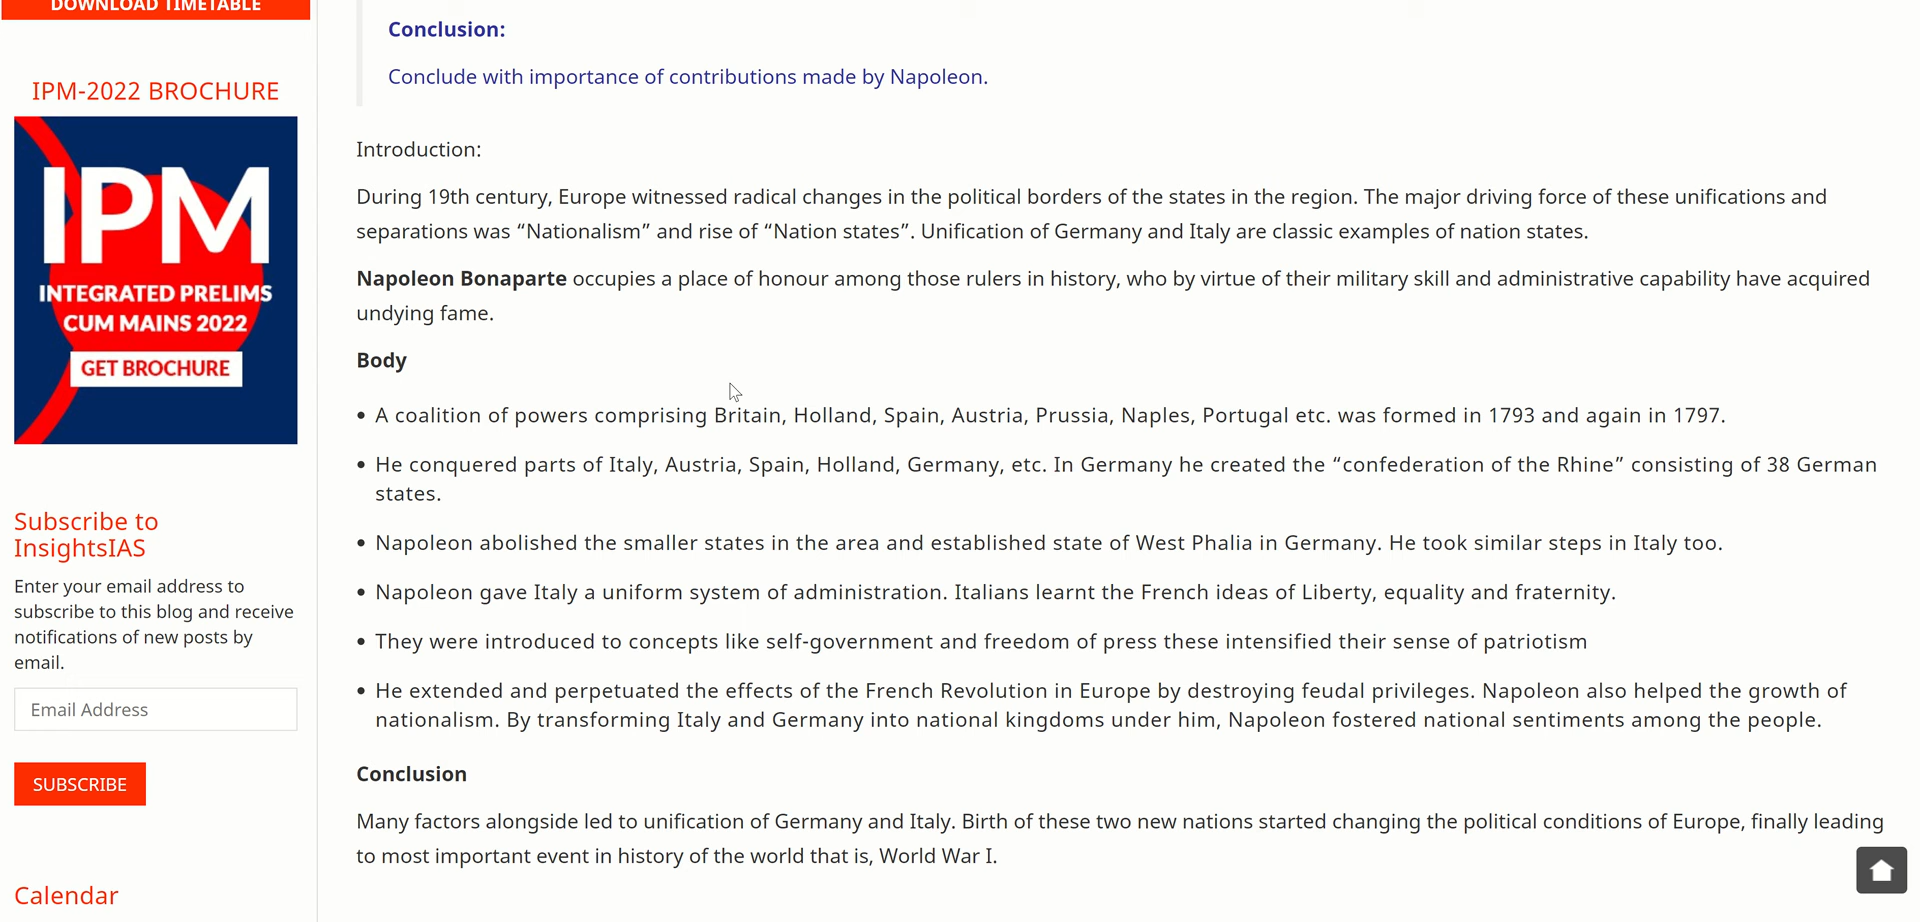 DOWNLOAD TIMETABLE
IPM-2022 BROCHURE
IPM
INTEGRATED PRELIMS
CUM MAINS 2022
GET BROCHURE
Subscribe to
InsightsIAS
Enter your email address to
subscribe to this blog and receive
notifications of new posts by
email.
Email Address
SUBSCRIBE
Calendar
Conclusion:
Conclude with importance of contributions made by Napoleon.
Introduction:
During 19th century, Europe witnessed radical changes in the political borders of the states in the region. The major driving force of these unifications and
separations was “Nationalism” and rise of “Nation states”. Unification of Germany and Italy are classic examples of nation states.
Napoleon Bonaparte occupies a place of honour among those rulers in history, who by virtue of their military skill and administrative capability have acquired
undying fame.
Body
• A coalition of powers comprising Britain, Holland, Spain, Austria, Prussia, Naples, Portugal etc. was formed in 1793 and again in 1797.
• He conquered parts of Italy, Austria, Spain, Holland, Germany, etc. In Germany he created the “confederation of the Rhine” consisting of 38 German
states.
• Napoleon abolished the smaller states in the area and established state of West Phalia in Germany. He took similar steps in Italy too.
• Napoleon gave Italy a uniform system of administration. Italians learnt the French ideas of Liberty, equality and fraternity.
• They were introduced to concepts like self-government and freedom of press these intensified their sense of patriotism
• He extended and perpetuated the effects of the French Revolution in Europe by destroying feudal privileges. Napoleon also helped the growth of
nationalism. By transforming Italy and Germany into national kingdoms under him, Napoleon fostered national sentiments among the people.
Conclusion
Many factors alongside led to unification of Germany and Italy. Birth of these two new nations started changing the political conditions of Europe, finally leading
to most important event in history of the world that is, World War I.